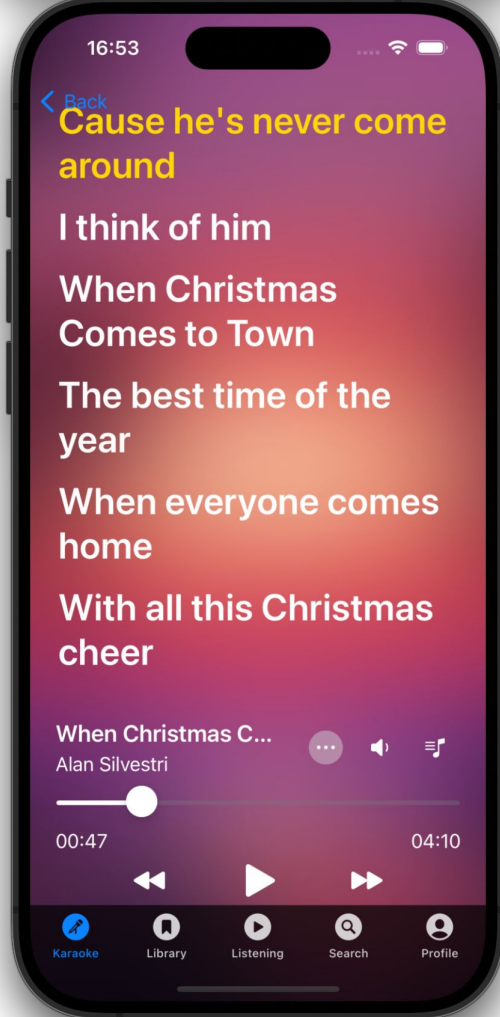 16:53
Back
Cause he's never come
around
I think of him
When Christmas
Comes to Town
The best time of the
year
When everyone comes
home
With all this Christmas
cheer
When Christmas C...
Alan Silvestri
00:47 04:10
Karaoke Library Listening Search Profile